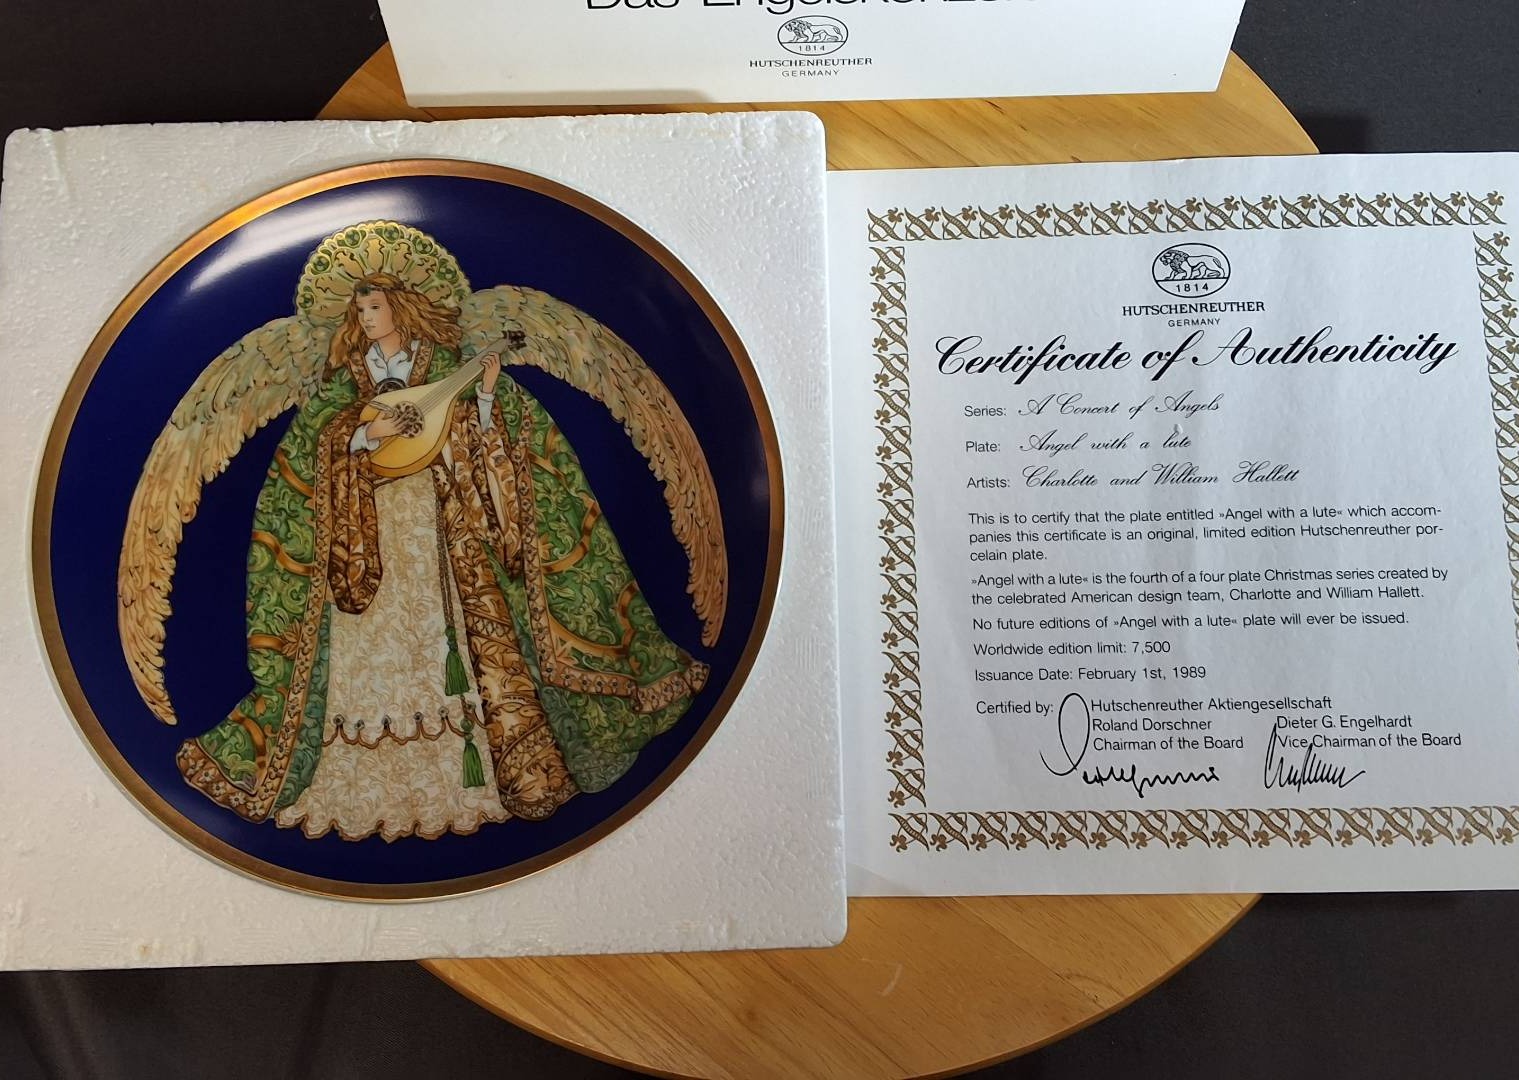 Das Engelskonzert
1814
HUTSCHENREUTHER
GERMANY
1814
HUTSCHENREUTHER
GERMANY
Certificate of Authenticity
Series: A Concert of Angels
Plate: Angel with a lute
Artists: Charlotte and William Hallett
This is to certify that the plate entitled »Angel with a lute« which accom-
panies this certificate is an original, limited edition Hutschenreuther por-
celain plate.
»Angel with a lute« is the fourth of a four plate Christmas series created by
the celebrated American design team, Charlotte and William Hallett.
No future editions of »Angel with a lute« plate will ever be issued.
Worldwide edition limit: 7,500
Issuance Date: February 1st, 1989
Certified by: Hutschenreuther Aktiengesellschaft
Roland Dorschner Dieter G. Engelhardt
Chairman of the Board Vice Chairman of the Board